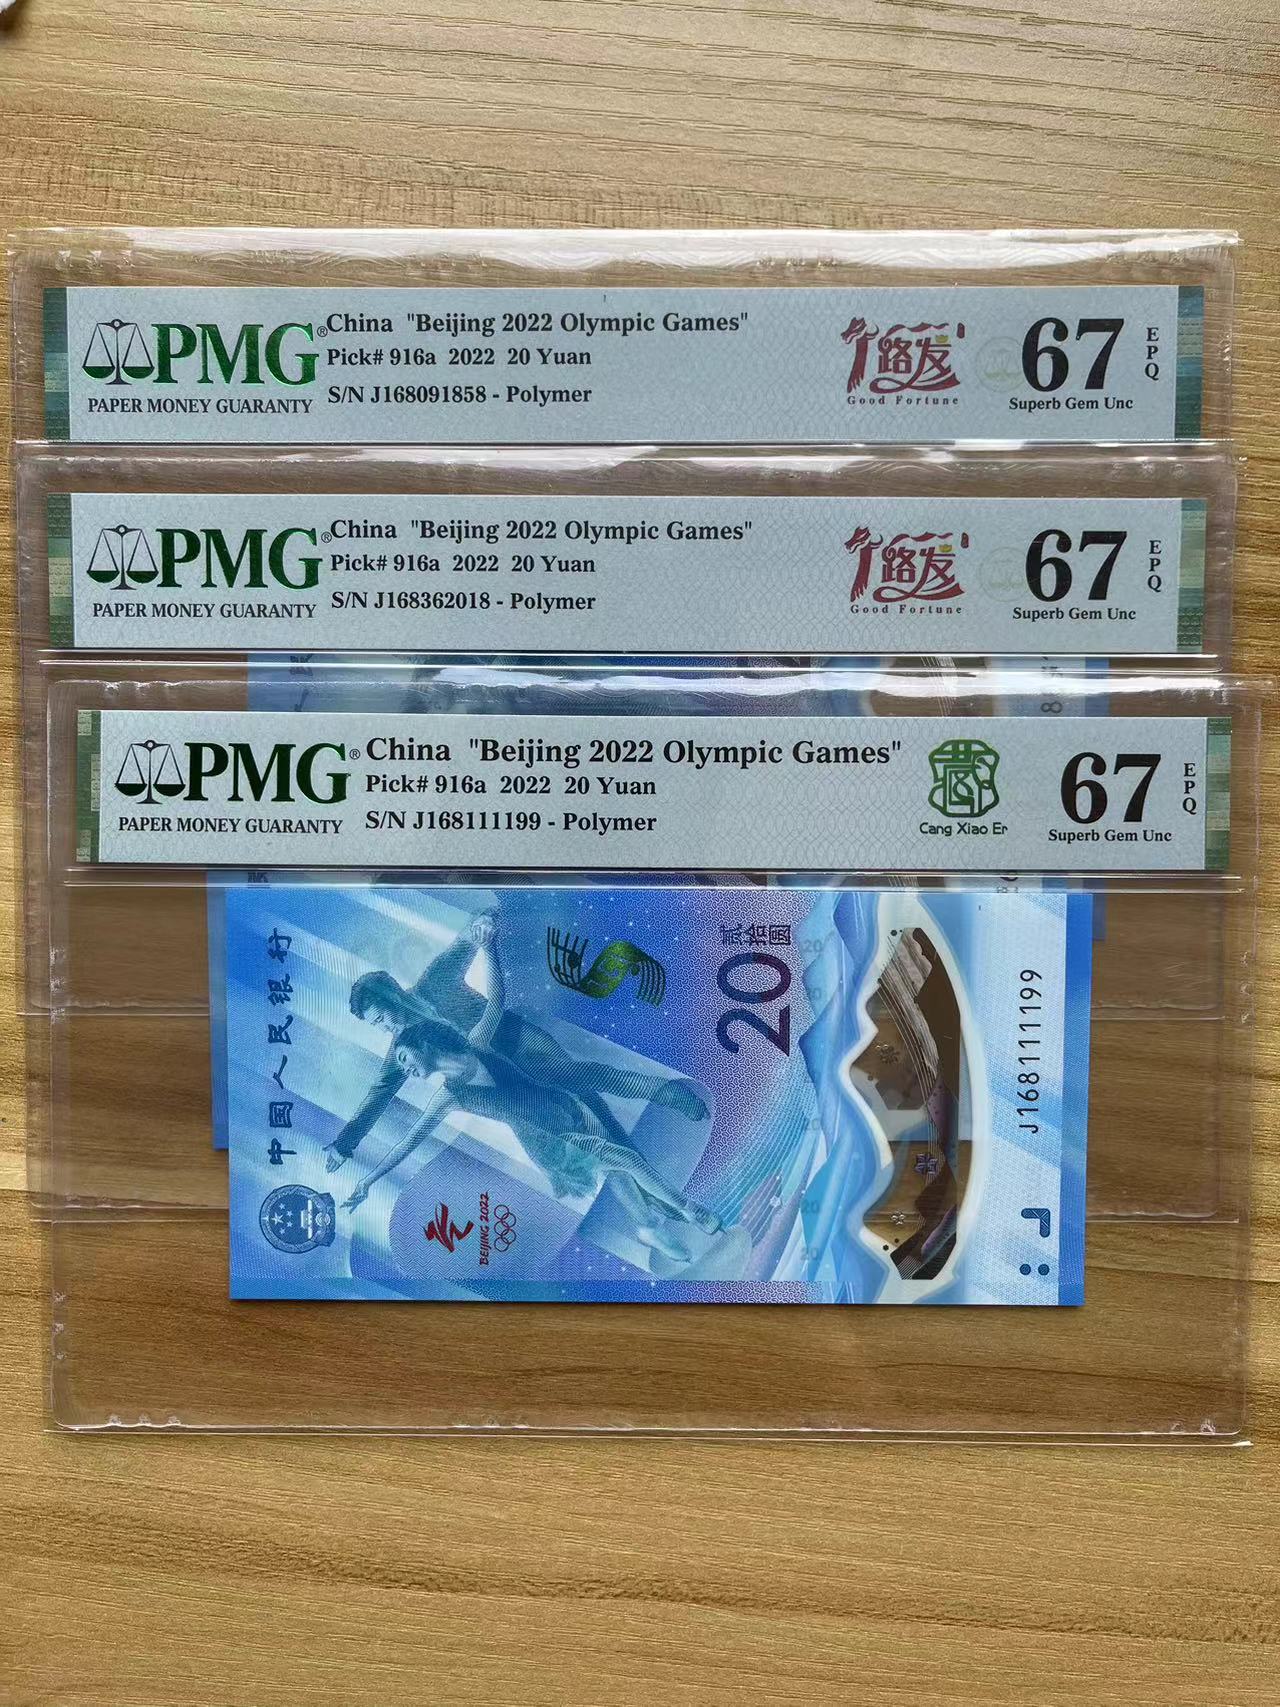 PMG®
PAPER MONEY GUARANTY
China "Beijing 2022 Olympic Games"
Pick# 916a 2022 20 Yuan
S/N J168091858 - Polymer
路发
Good Fortune
67
EPQ
Superb Gem Unc
PMG®
PAPER MONEY GUARANTY
China "Beijing 2022 Olympic Games"
Pick# 916a 2022 20 Yuan
S/N J168362018 - Polymer
路发
Good Fortune
67
EPQ
Superb Gem Unc
PMG®
PAPER MONEY GUARANTY
China "Beijing 2022 Olympic Games"
Pick# 916a 2022 20 Yuan
S/N J168111199 - Polymer
藏
Cang Xiao Er
67
EPQ
Superb Gem Unc
中国人民银行
BEIJING 2022
20
贰拾圆
20
20
20
20
J168111199